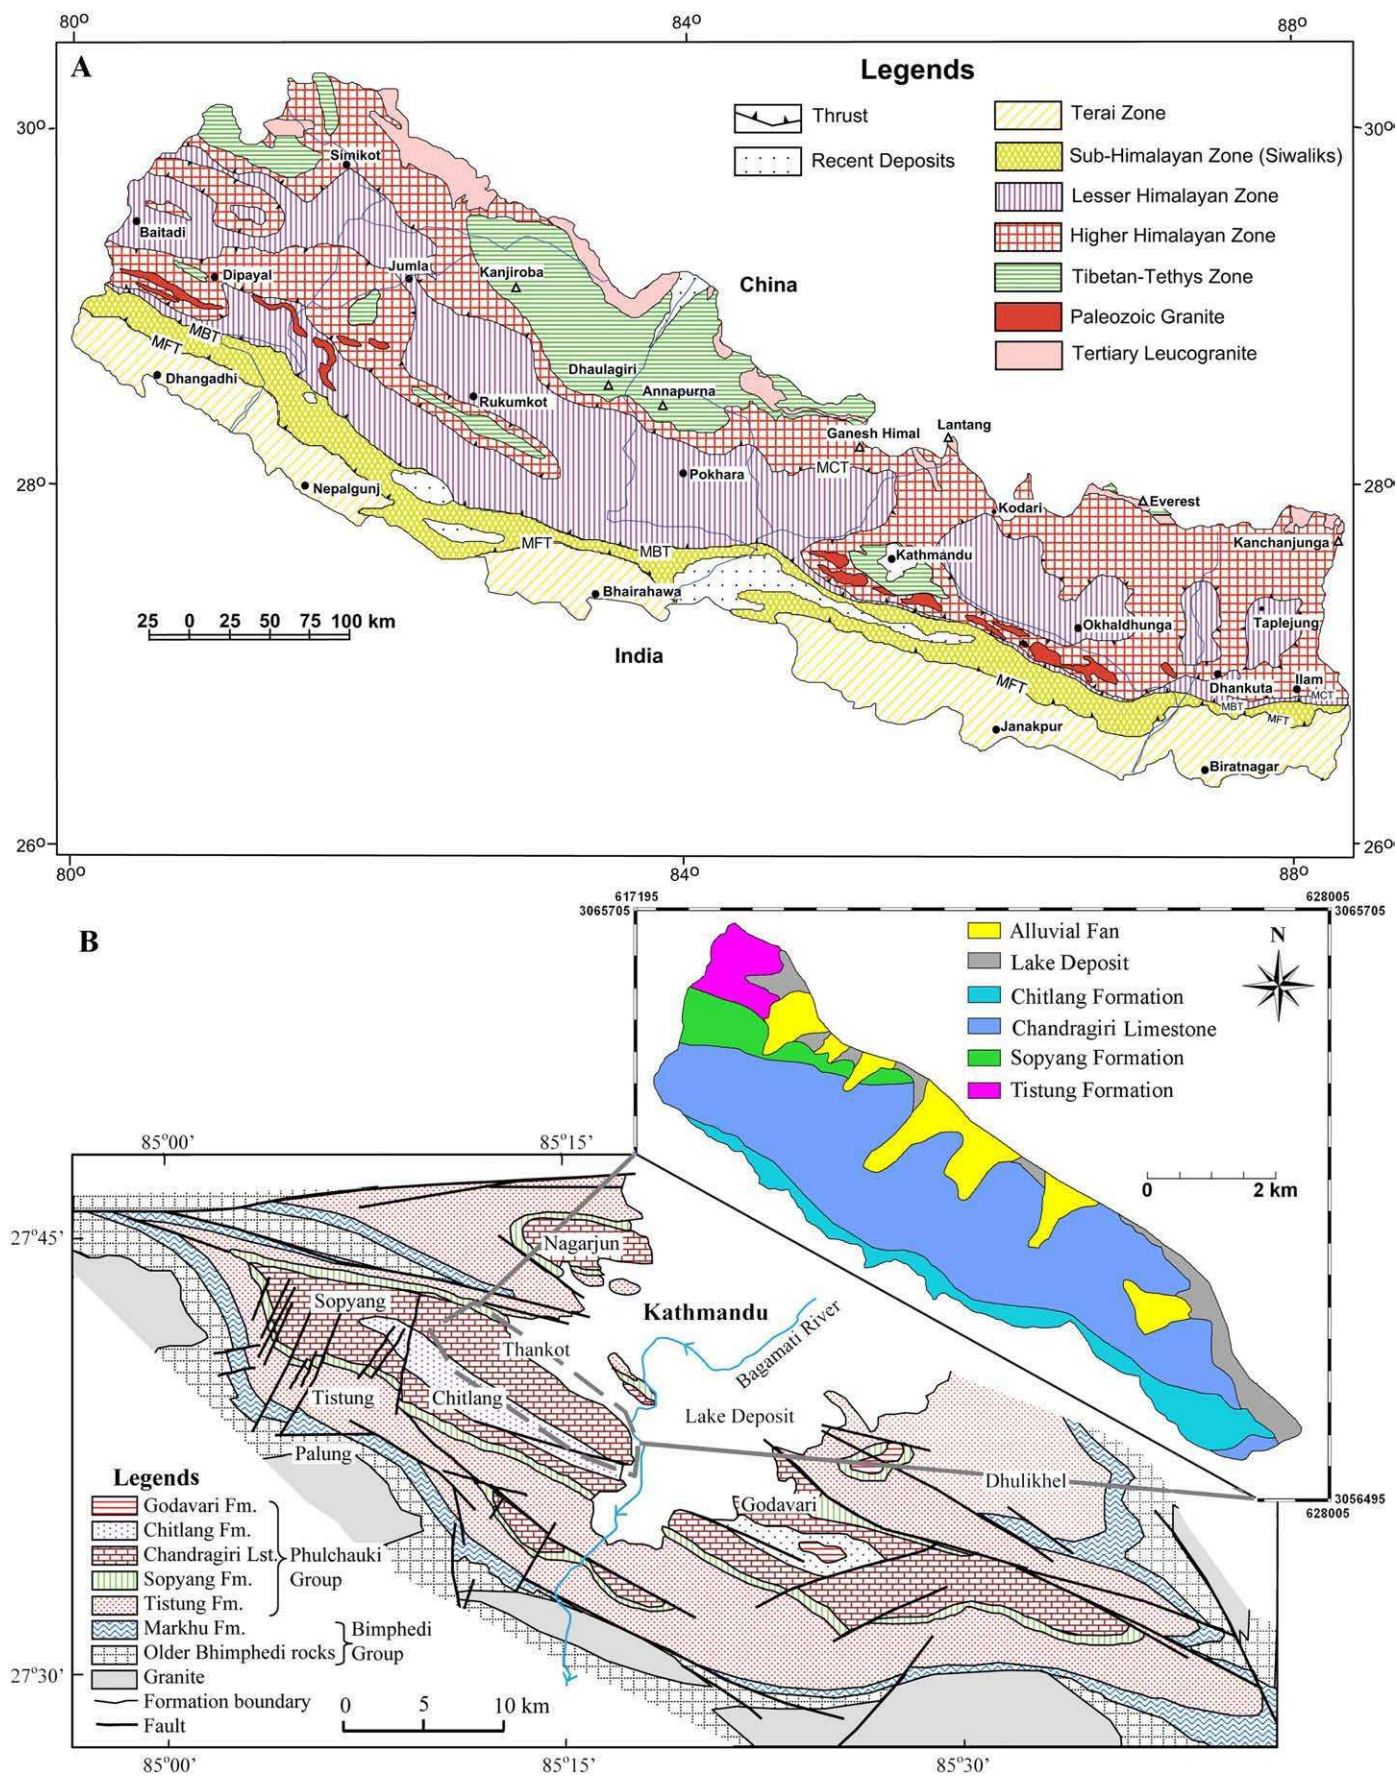 80° 84° 88°
A
Legends
Thrust
Recent Deposits
Terai Zone
Sub-Himalayan Zone (Siwaliks)
Lesser Himalayan Zone
Higher Himalayan Zone
Tibetan-Tethys Zone
Paleozoic Granite
Tertiary Leucogranite
30° 30°
Simikot
Baitadi
Dipayal
Jumla
Kanjiroba
China
MBT
MFT
Dhangadhi
Dhaulagiri
Annapurna
Rukumkot
Ganesh Himal
Lantang
28° 28°
Nepalgunj
Pokhara
MCT
Everest
Kodari
Kanchanjunga
MFT
MBT
Kathmandu
Bhairahawa
25 0 25 50 75 100 km
India
Okhaldhunga
Taplejung
MFT
Dhankuta
Ilam
MCT
MBT
MFT
Janakpur
Biratnagar
26° 26°
80° 84° 88°
617195 628005
3065705 3065705
B
Alluvial Fan
Lake Deposit
Chitlang Formation
Chandragiri Limestone
Sopyang Formation
Tistung Formation
N
0 2 km
3056495
628005
85°00' 85°15'
27°45'
Nagarjun
Sopyang
Kathmandu
Bagamati River
Thankot
Tistung
Chitlang
Lake Deposit
Palung
Dhulikhel
Godavari
Legends
Godavari Fm.
Chitlang Fm.
Chandragiri Lst.
Sopyang Fm.
Tistung Fm.
Phulchauki
Group
Markhu Fm.
Older Bhimphedi rocks
Bimphedi
Group
Granite
Formation boundary
Fault
27°30'
0 5 10 km
85°00' 85°15' 85°30'